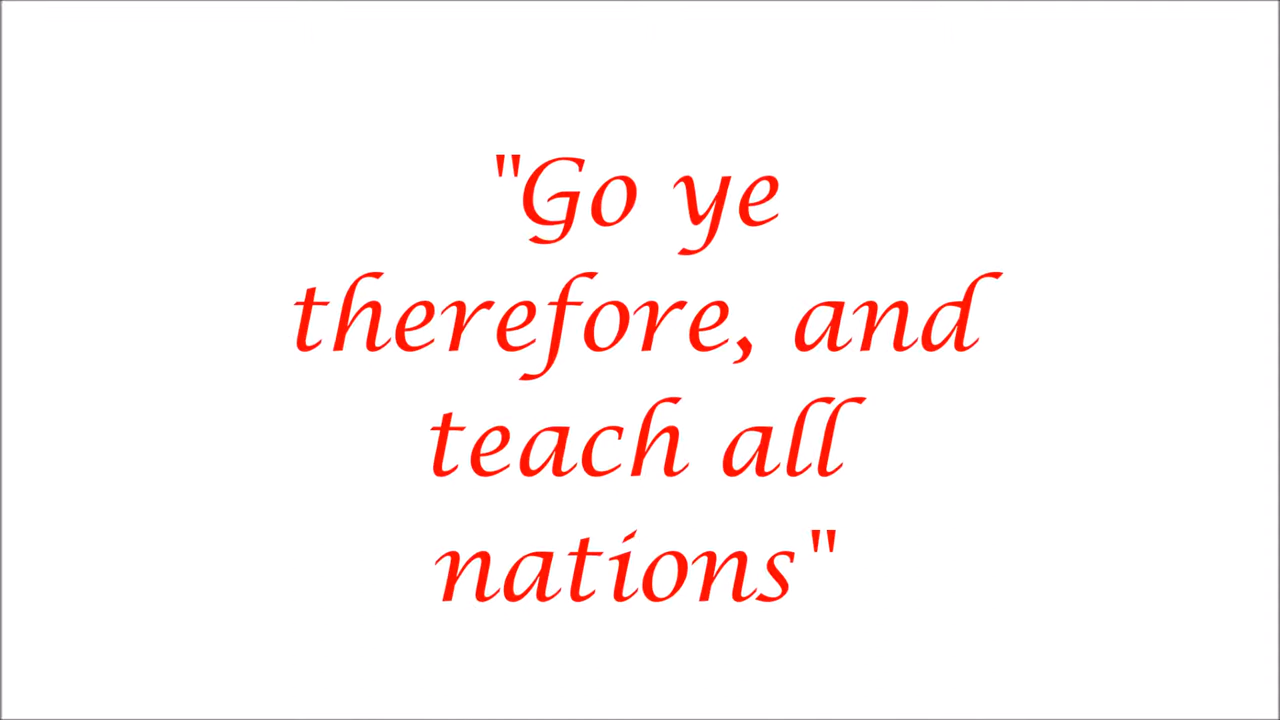 "Go ye
therefore, and
teach all
nations"